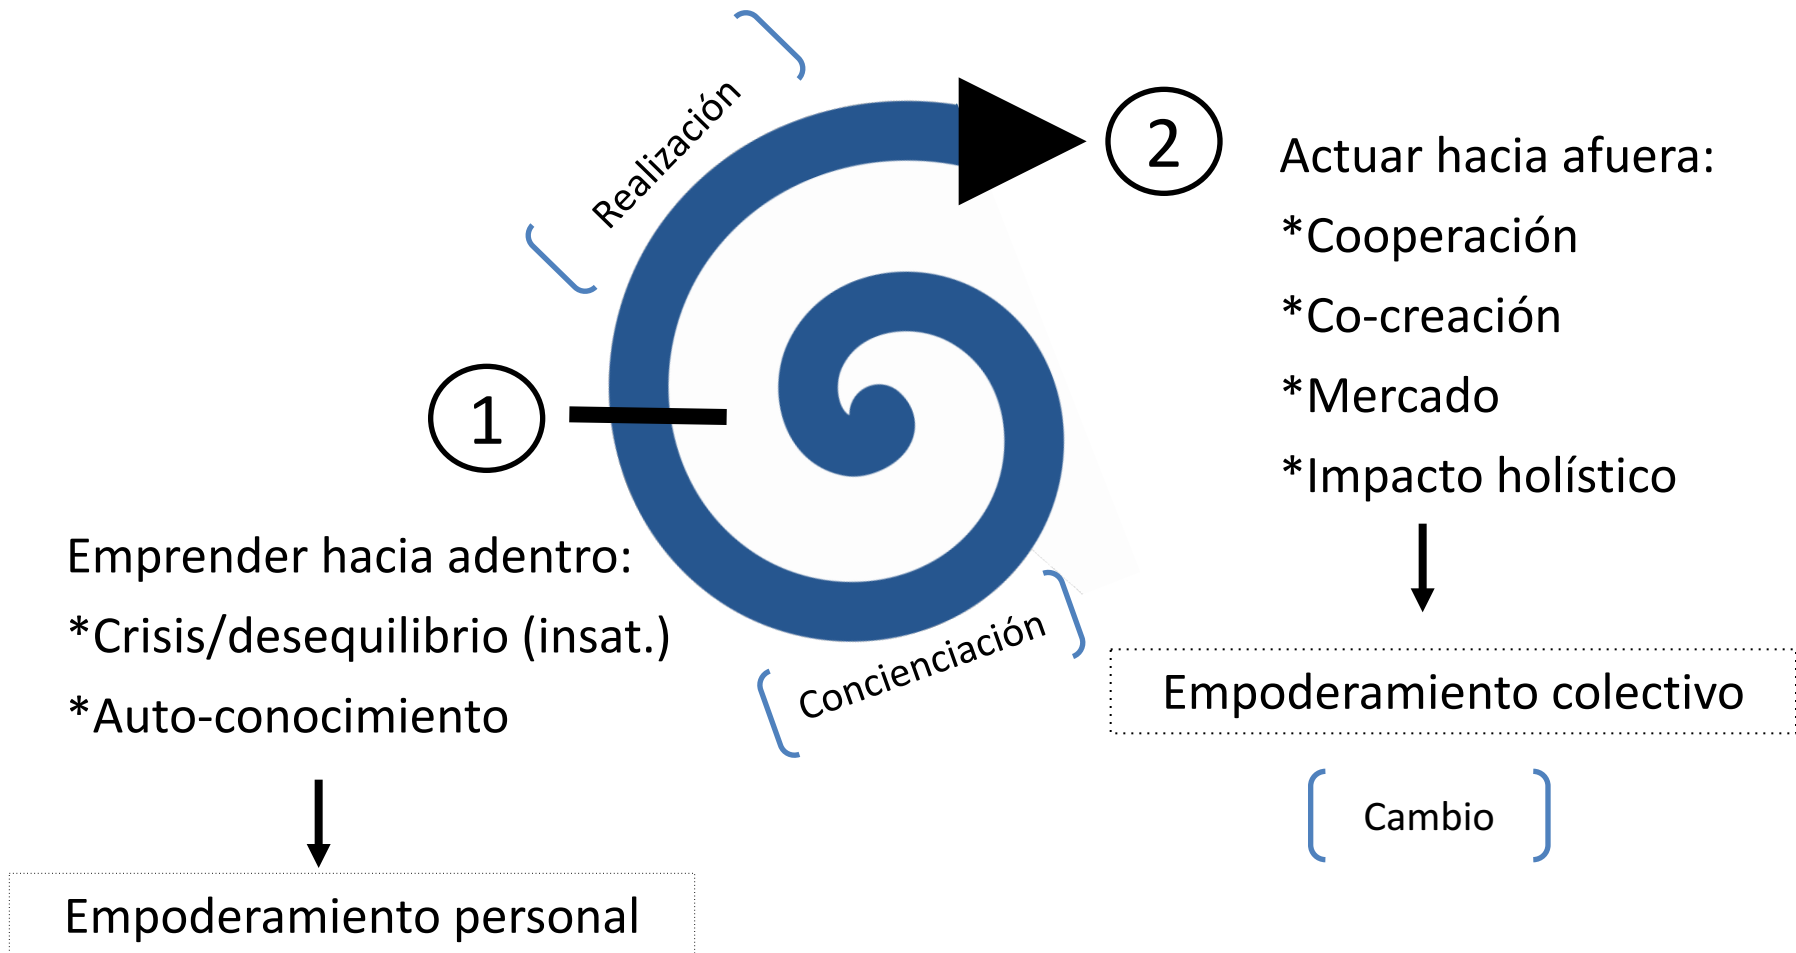 Realización
2
Actuar hacia afuera:
*Cooperación
*Co-creación
*Mercado
*Impacto holístico
1
Emprender hacia adentro:
*Crisis/desequilibrio (insat.)
*Auto-conocimiento
Concienciación
Empoderamiento colectivo
Cambio
Empoderamiento personal